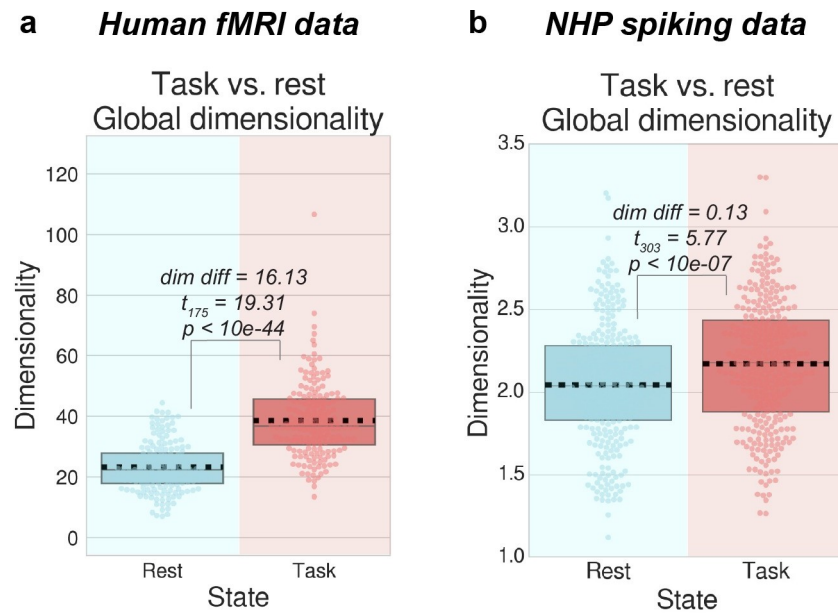 a Human fMRI data
Task vs. rest
Global dimensionality
Dimensionality
120
100
80
60
40
20
0
dim diff = 16.13
t175 = 19.31
p < 10e-44
Rest Task
State
b NHP spiking data
Task vs. rest
Global dimensionality
Dimensionality
3.5
3.0
2.5
2.0
1.5
1.0
dim diff = 0.13
t303 = 5.77
p < 10e-07
Rest Task
State